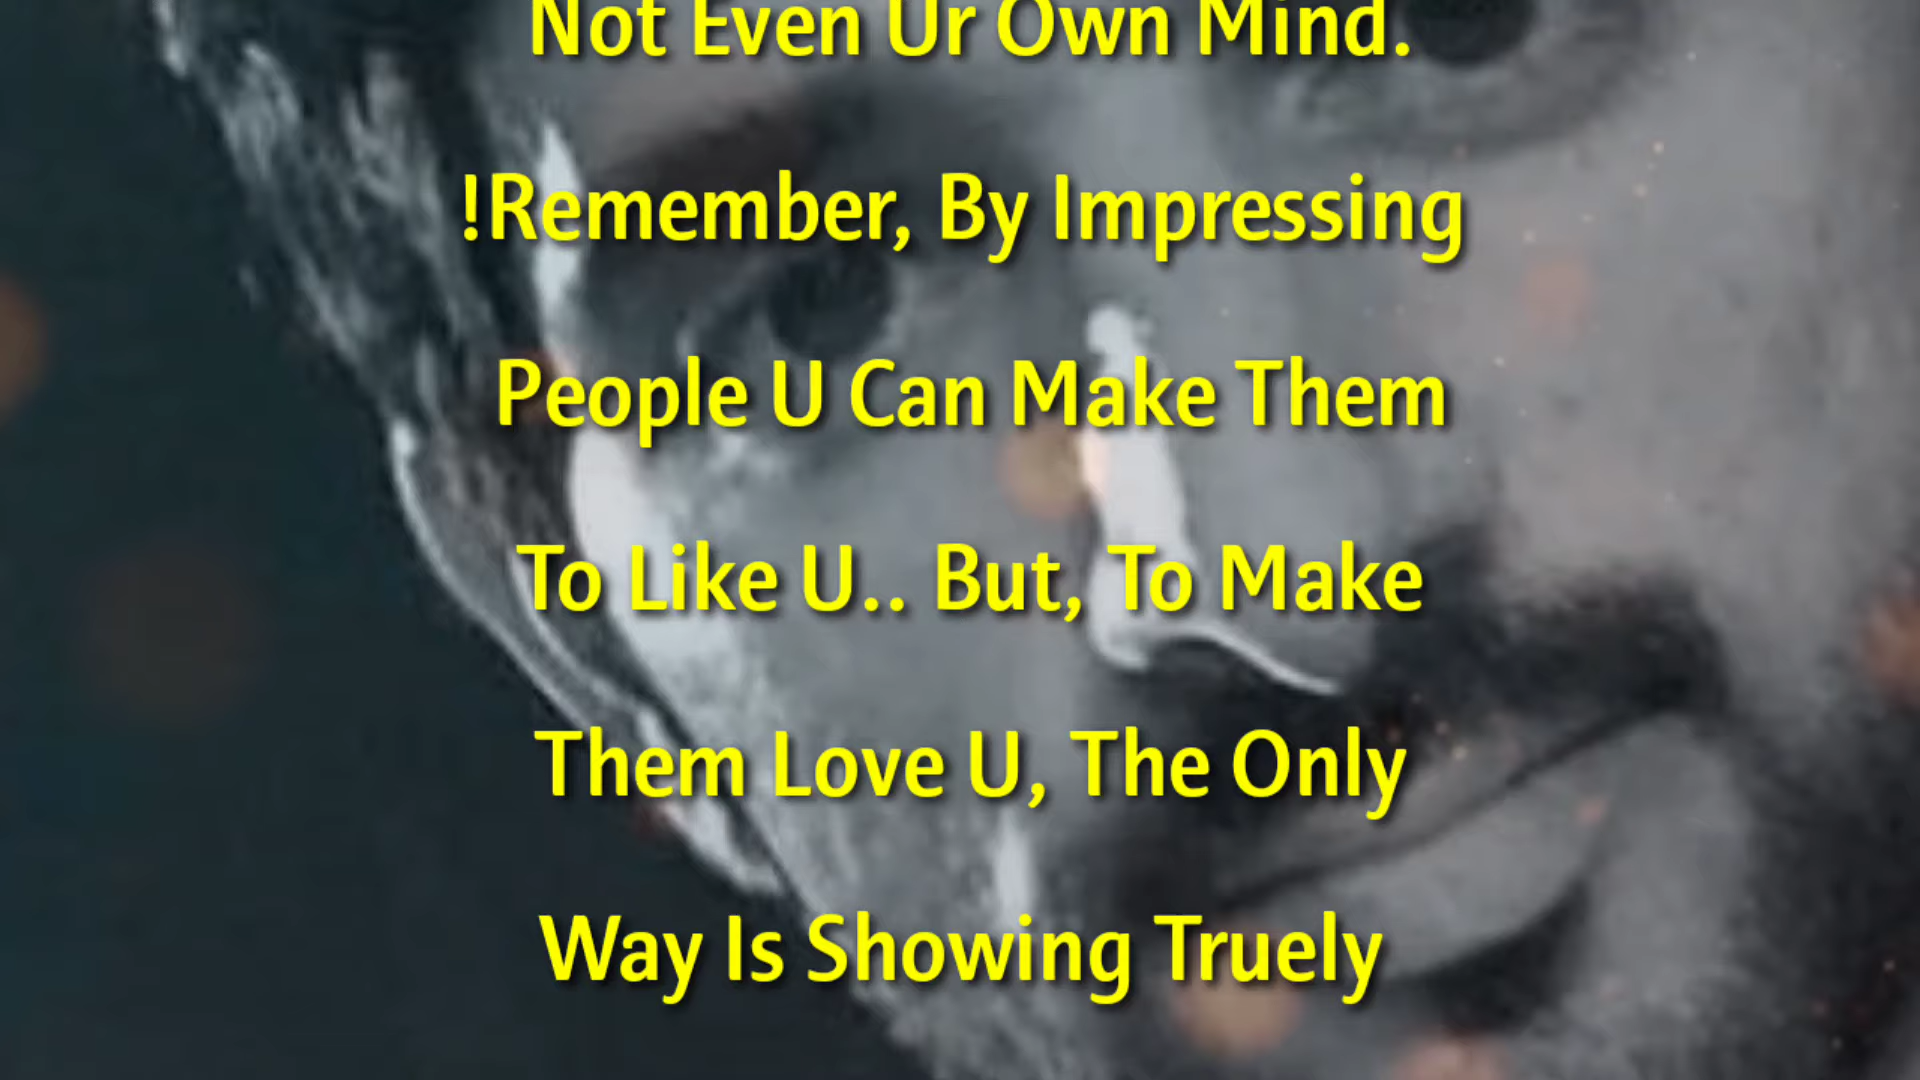 Not Even Ur Own Mind.
!Remember, By Impressing
People U Can Make Them
To Like U.. But, To Make
Them Love U, The Only
Way Is Showing Truely